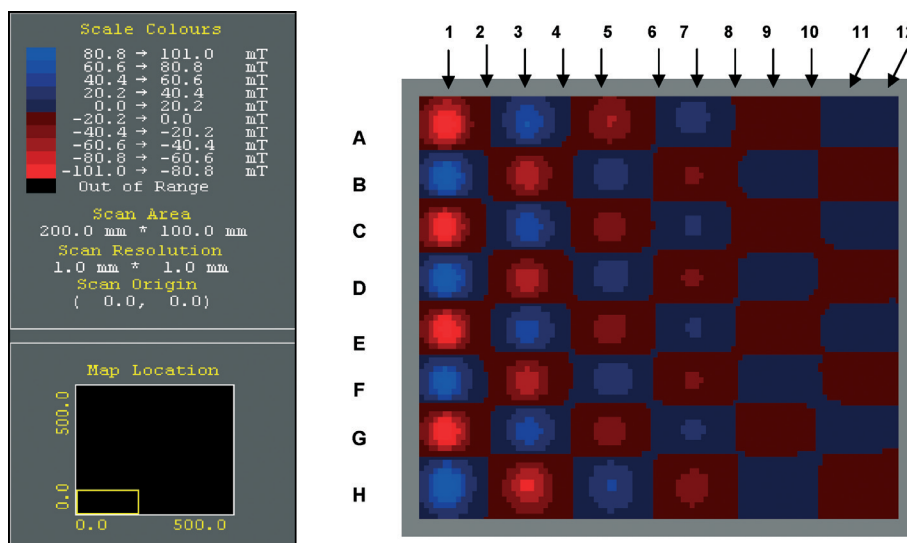 Scale Colours
80.8 → 101.0 mT
60.6 → 80.8 mT
40.4 → 60.6 mT
20.2 → 40.4 mT
0.0 → 20.2 mT
-20.2 → 0.0 mT
-40.4 → -20.2 mT
-60.6 → -40.4 mT
-80.8 → -60.6 mT
-101.0 → -80.8 mT
Out of Range
Scan Area
200.0 mm * 100.0 mm
Scan Resolution
1.0 mm * 1.0 mm
Scan Origin
( 0.0, 0.0)
Map Location
500.0
0.0
0.0 500.0
1 2 3 4 5 6 7 8 9 10 11 12
A
B
C
D
E
F
G
H